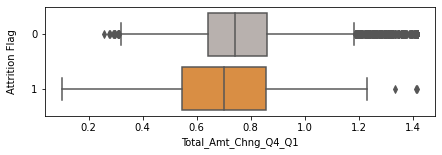 Attrition Flag
0
1
0.2 0.4 0.6 0.8 1.0 1.2 1.4
Total_Amt_Chng_Q4_Q1